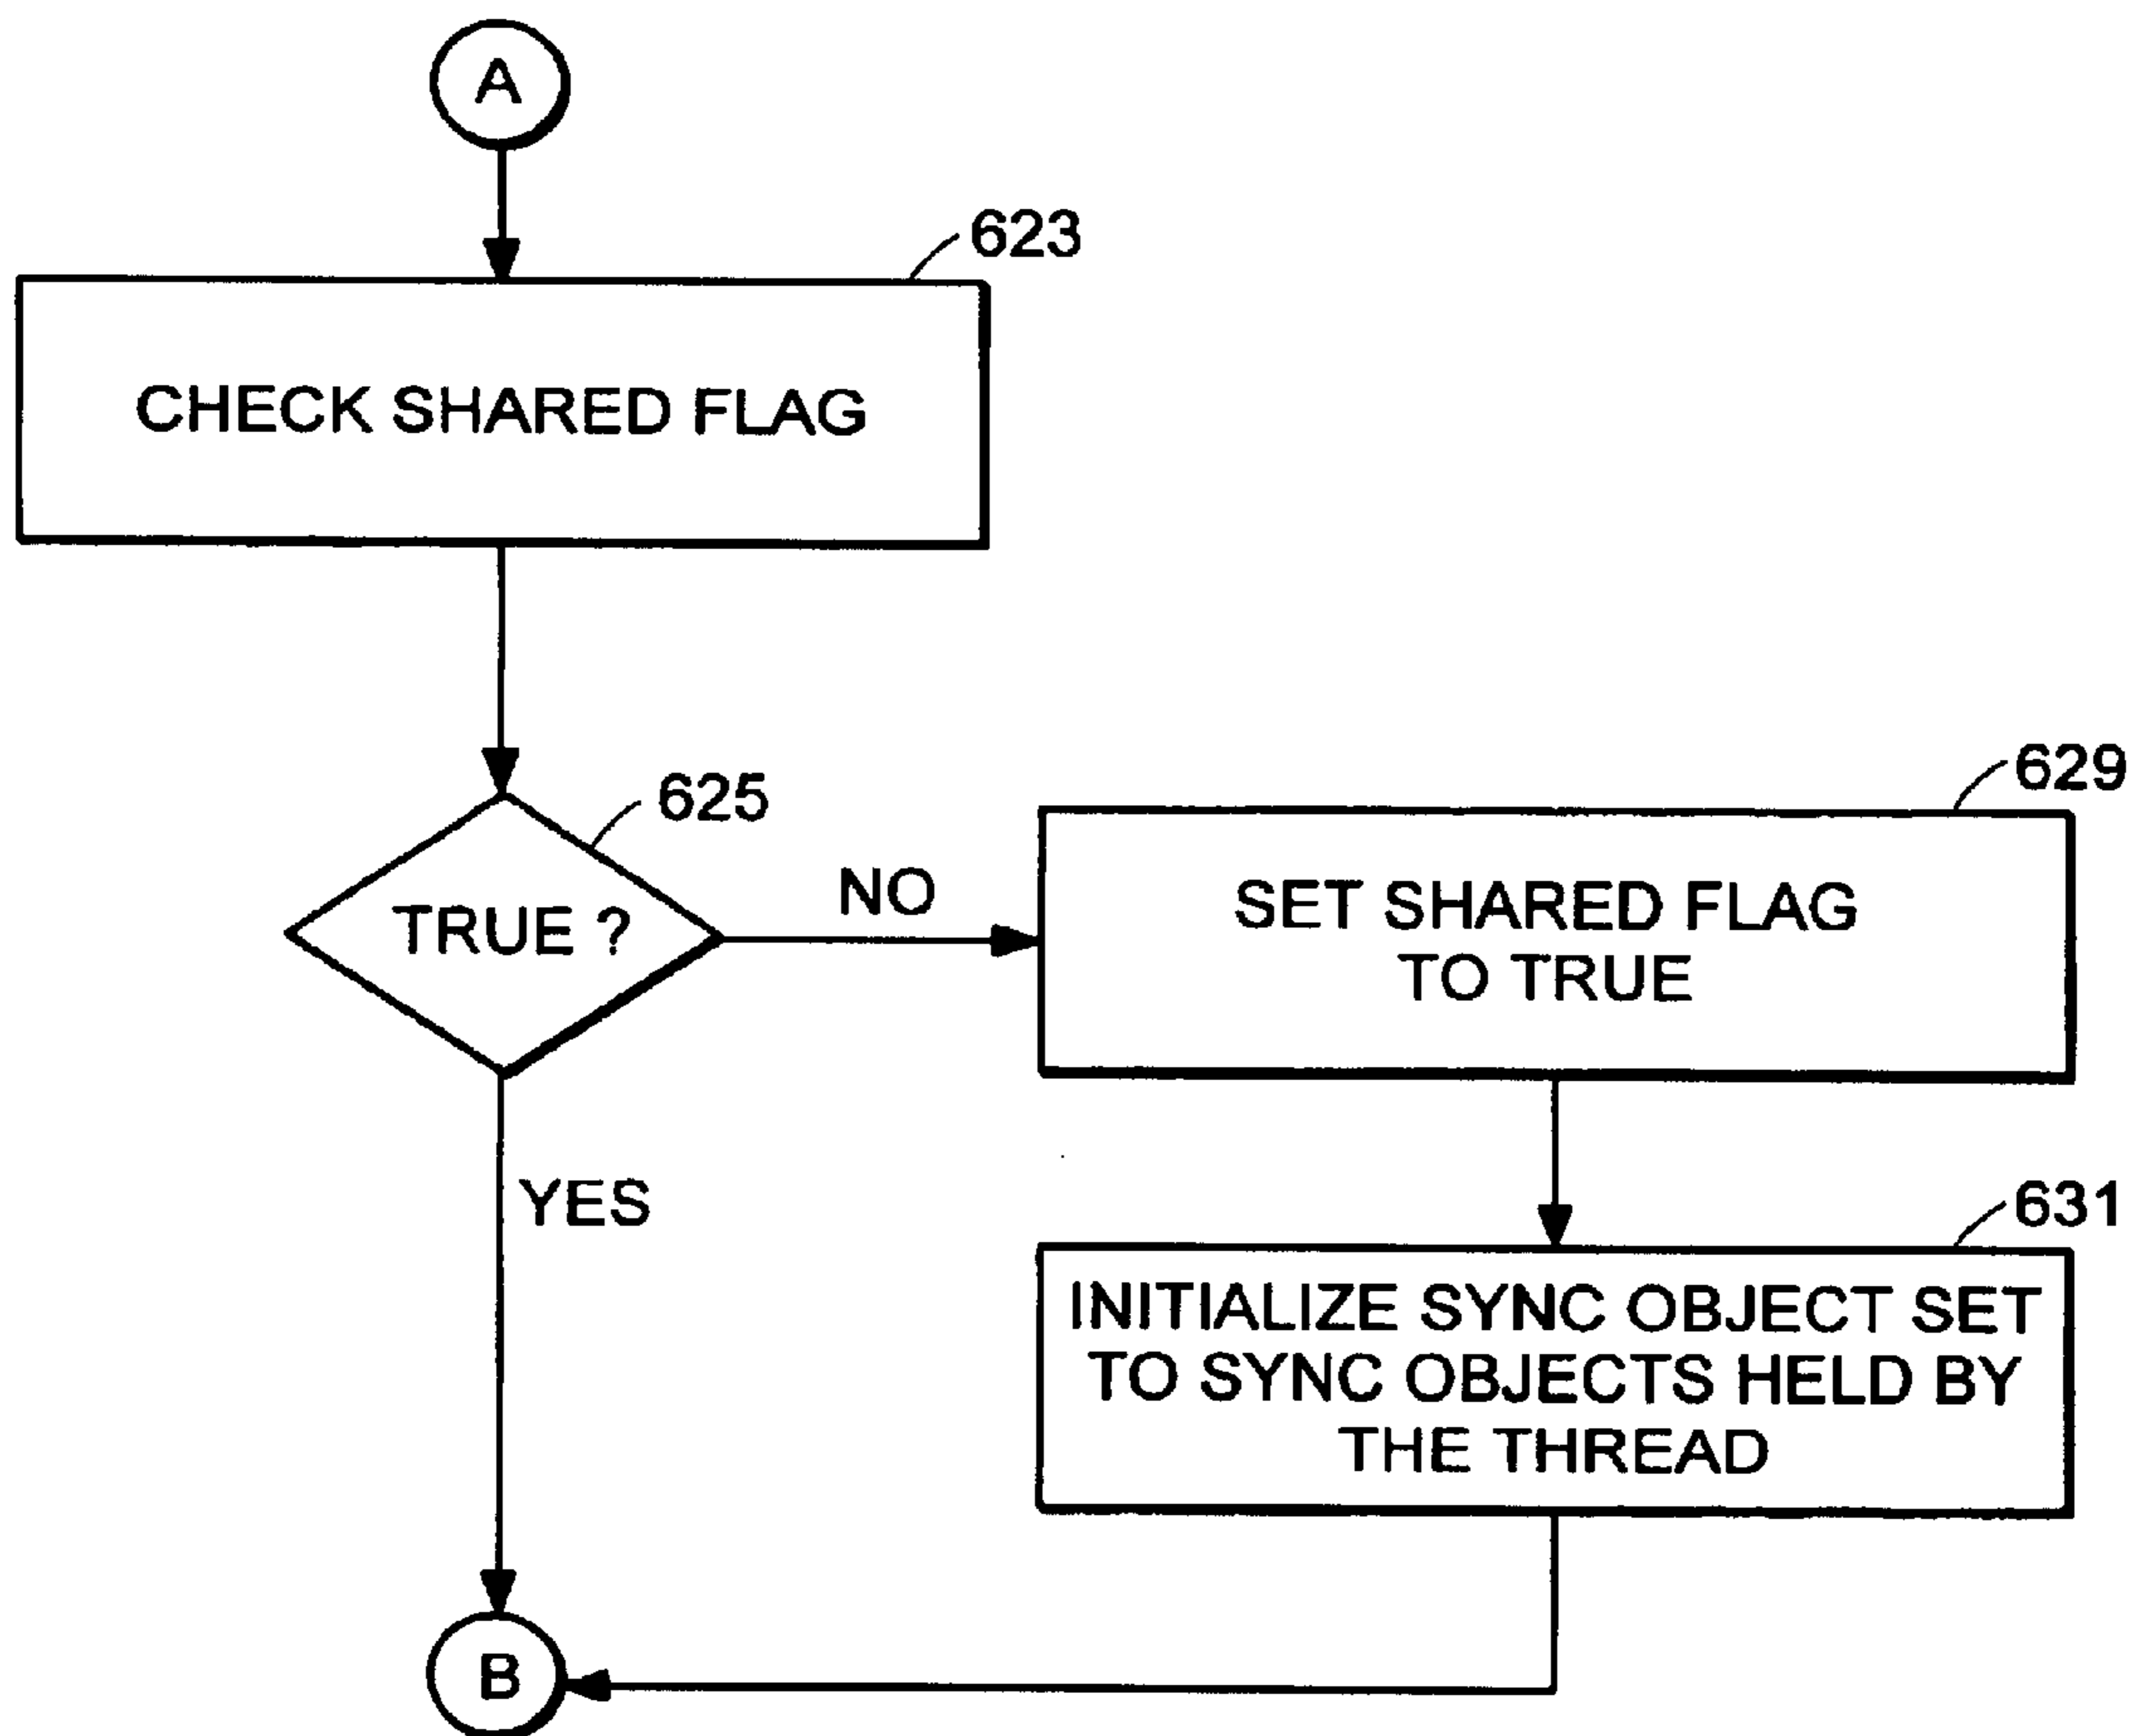 A
623
CHECK SHARED FLAG
625
TRUE ?
NO
629
SET SHARED FLAG
TO TRUE
YES
631
INITIALIZE SYNC OBJECT SET
TO SYNC OBJECTS HELD BY
THE THREAD
B